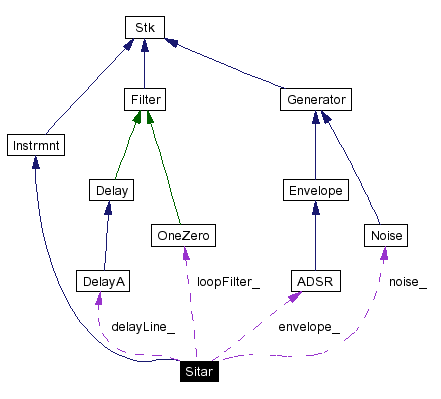 Stk
Filter
Generator
Instrmnt
Delay
Envelope
OneZero
Noise
DelayA
loopFilter_
ADSR
noise_
delayLine_
envelope_
Sitar